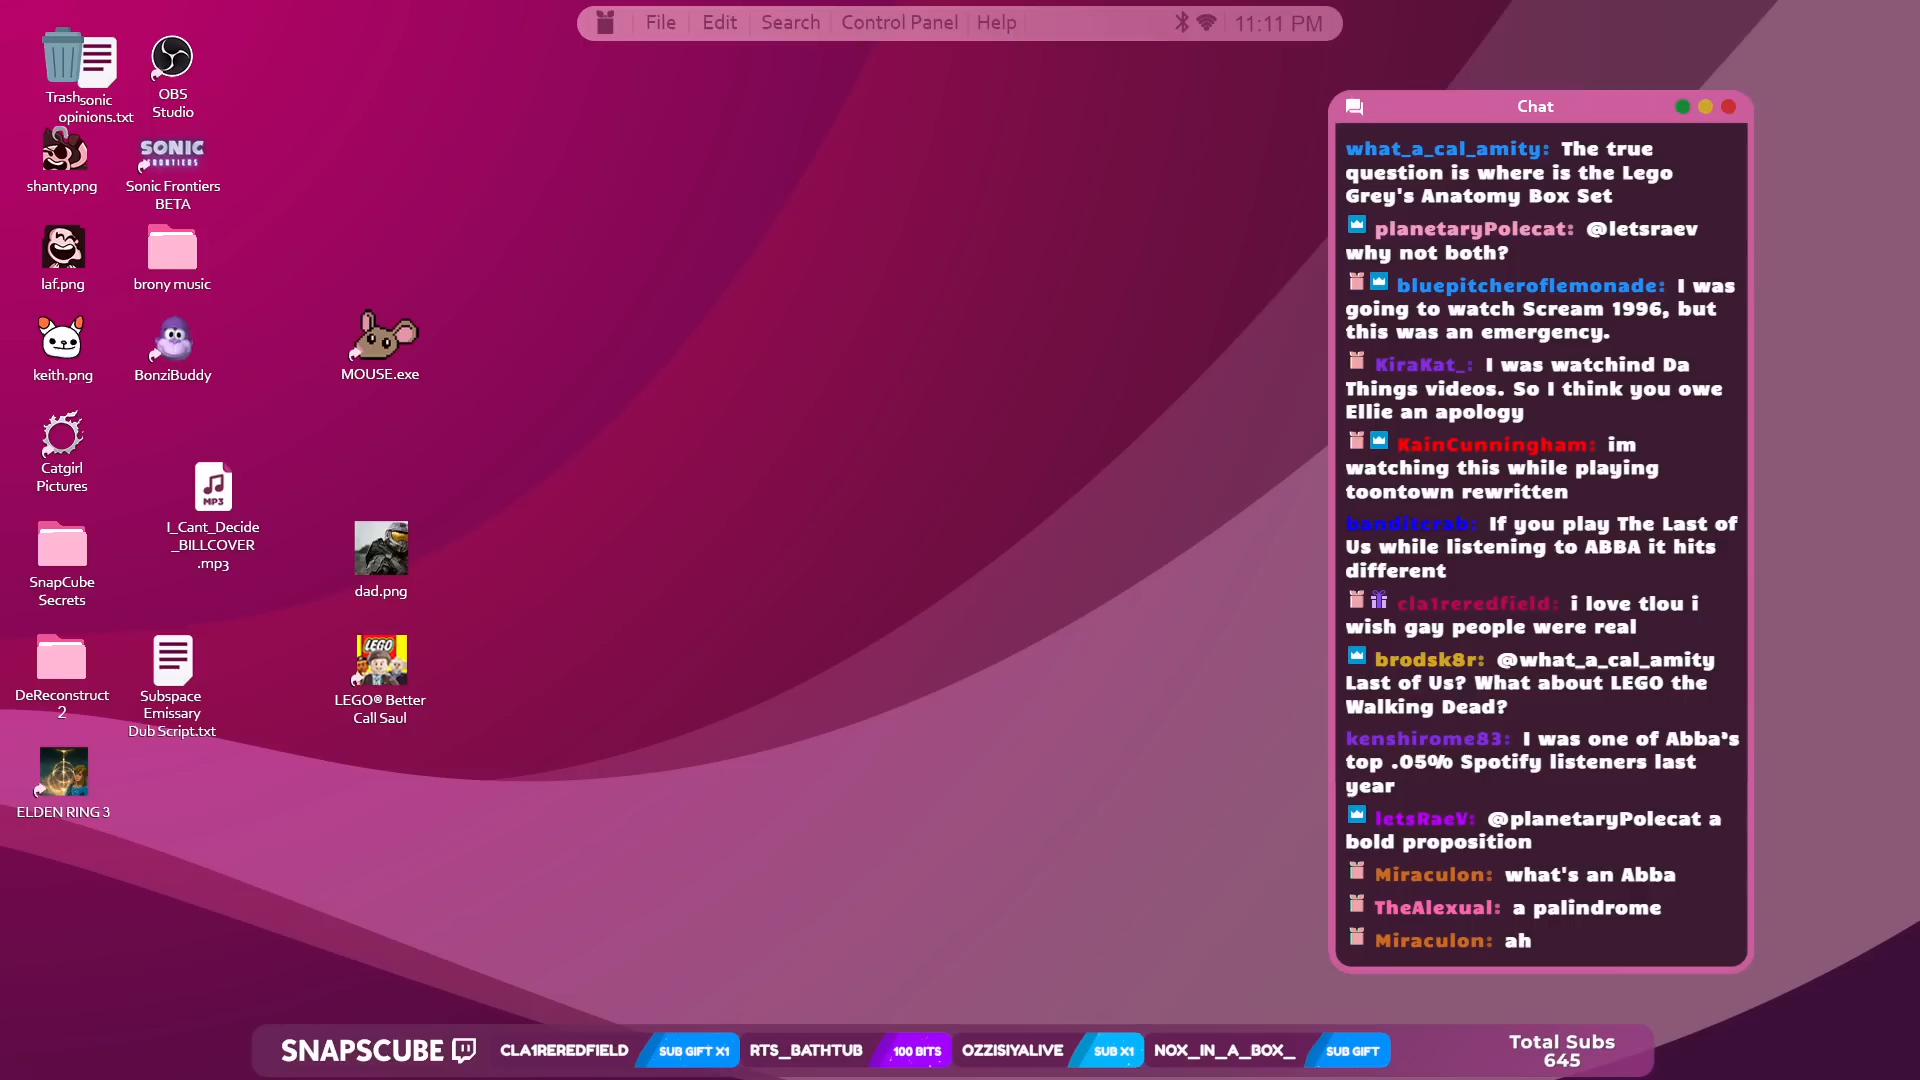 File
Edit
Search
Control Panel
Help
11:11 PM
Trash
sonic
opinions.txt
OBS
Studio
shanty.png
SONIC
FRONTIERS
Sonic Frontiers
BETA
laf.png
brony music
keith.png
BonziBuddy
MOUSE.exe
Catgirl
Pictures
MP3
I_Cant_Decide
_BILLCOVER
.mp3
SnapCube
Secrets
dad.png
DeReconstruct
2
Subspace
Emissary
Dub Script.txt
LEGO
LEGO® Better
Call Saul
ELDEN RING 3
Chat
what_a_cal_amity: The true
question is where is the Lego
Grey's Anatomy Box Set
planetaryPolecat: @letsraev
why not both?
bluepitcheroflemonade: I was
going to watch Scream 1996, but
this was an emergency.
KiraKat_: I was watchind Da
Things videos. So I think you owe
Ellie an apology
KainCunningham: im
watching this while playing
toontown rewritten
banditcrab: If you play The Last of
Us while listening to ABBA it hits
different
cla1reredfield: i love tlou i
wish gay people were real
brodsk8r: @what_a_cal_amity
Last of Us? What about LEGO the
Walking Dead?
kenshirome83: I was one of Abba's
top .05% Spotify listeners last
year
letsRaeV: @planetaryPolecat a
bold proposition
Miraculon: what's an Abba
TheAlexual: a palindrome
Miraculon: ah
SNAPSCUBE
CLA1REREDFIELD
SUB GIFT X1
RTS_BATHTUB
100 BITS
OZZISIYALIVE
SUB X1
NOX_IN_A_BOX_
SUB GIFT
Total Subs
645